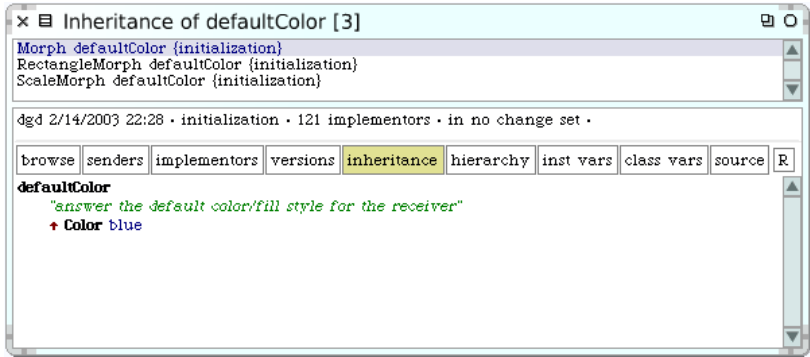 Inheritance of defaultColor [3]
Morph defaultColor {initialization}
RectangleMorph defaultColor {initialization}
ScaleMorph defaultColor {initialization}
dgd 2/14/2003 22:28 · initialization · 121 implementors · in no change set ·
browse senders implementors versions inheritance hierarchy inst vars class vars source R
defaultColor
"answer the default color/fill style for the receiver"
↑ Color blue